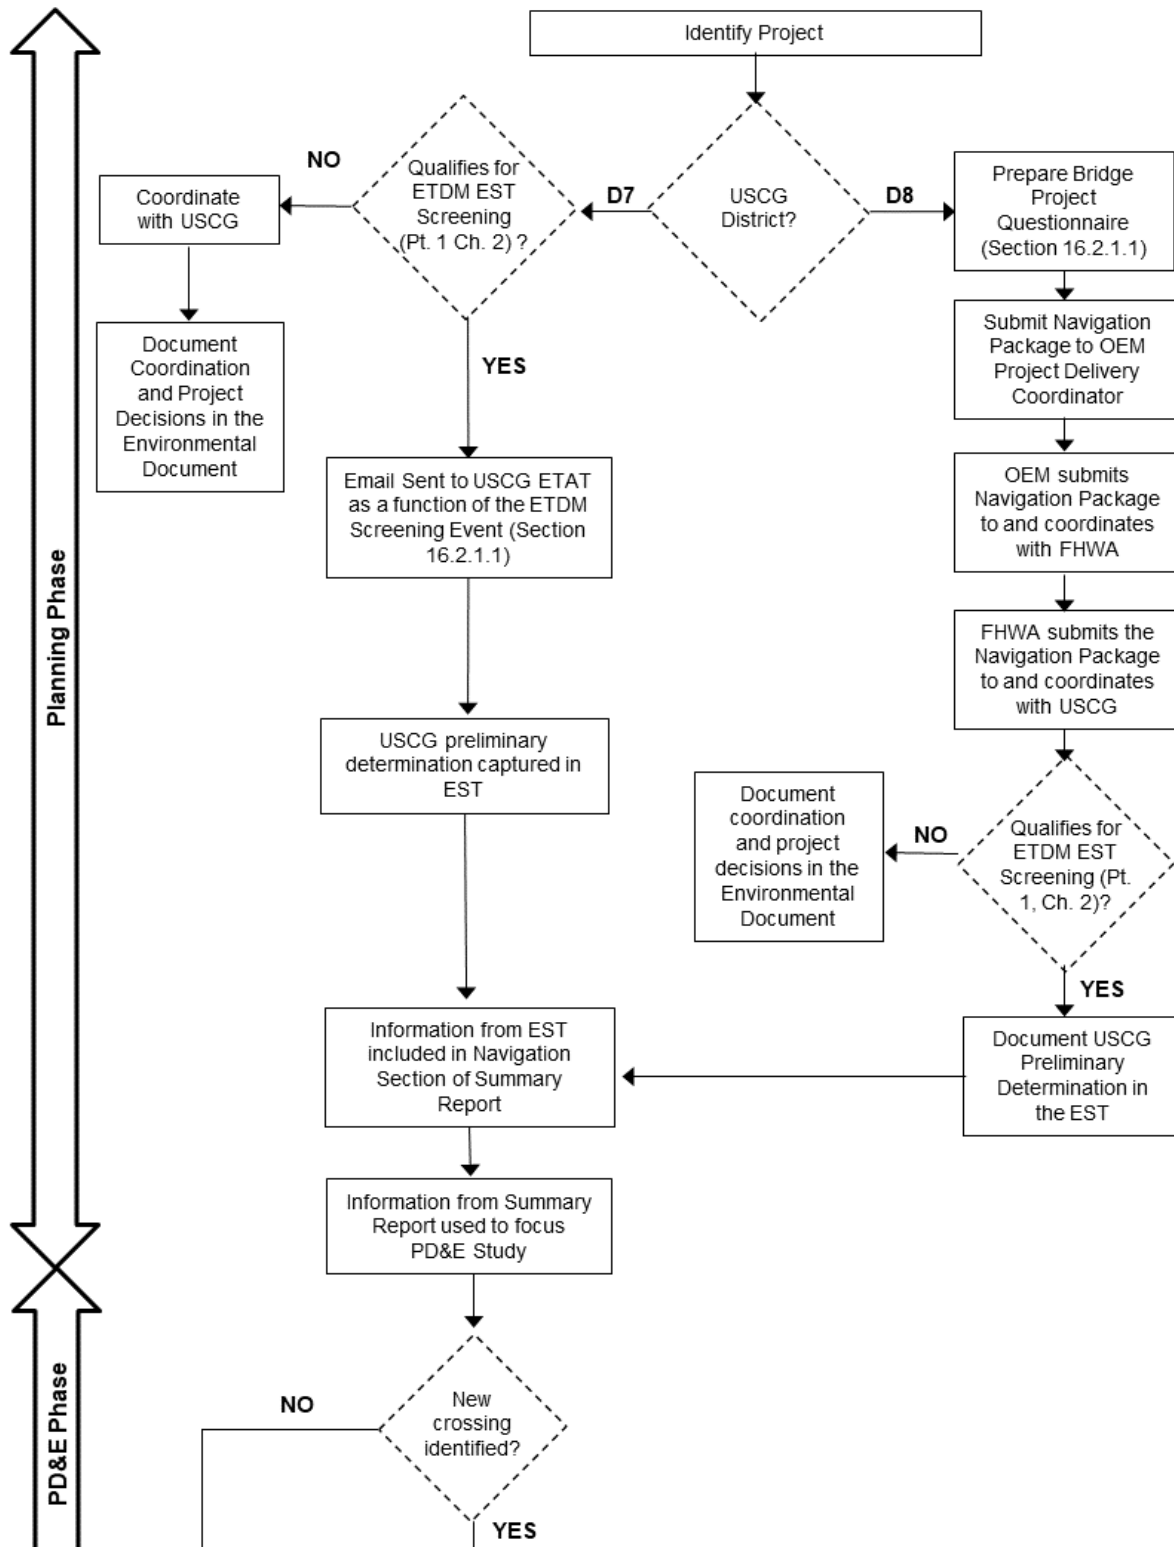 Identify Project
USCG
District?
D7
D8
Qualifies for
ETDM EST
Screening
(Pt. 1 Ch. 2) ?
NO
Coordinate
with USCG
Document
Coordination
and Project
Decisions in the
Environmental
Document
YES
Email Sent to USCG ETAT
as a function of the ETDM
Screening Event (Section
16.2.1.1)
USCG preliminary
determination captured in
EST
Prepare Bridge
Project
Questionnaire
(Section 16.2.1.1)
Submit Navigation
Package to OEM
Project Delivery
Coordinator
OEM submits
Navigation Package
to and coordinates
with FHWA
FHWA submits the
Navigation Package
to and coordinates
with USCG
Qualifies for
ETDM EST
Screening (Pt.
1, Ch. 2)?
NO
Document
coordination
and project
decisions in the
Environmental
Document
YES
Document USCG
Preliminary
Determination in
the EST
Information from EST
included in Navigation
Section of Summary
Report
Information from Summary
Report used to focus
PD&E Study
New
crossing
identified?
NO
YES
Planning Phase
PD&E Phase